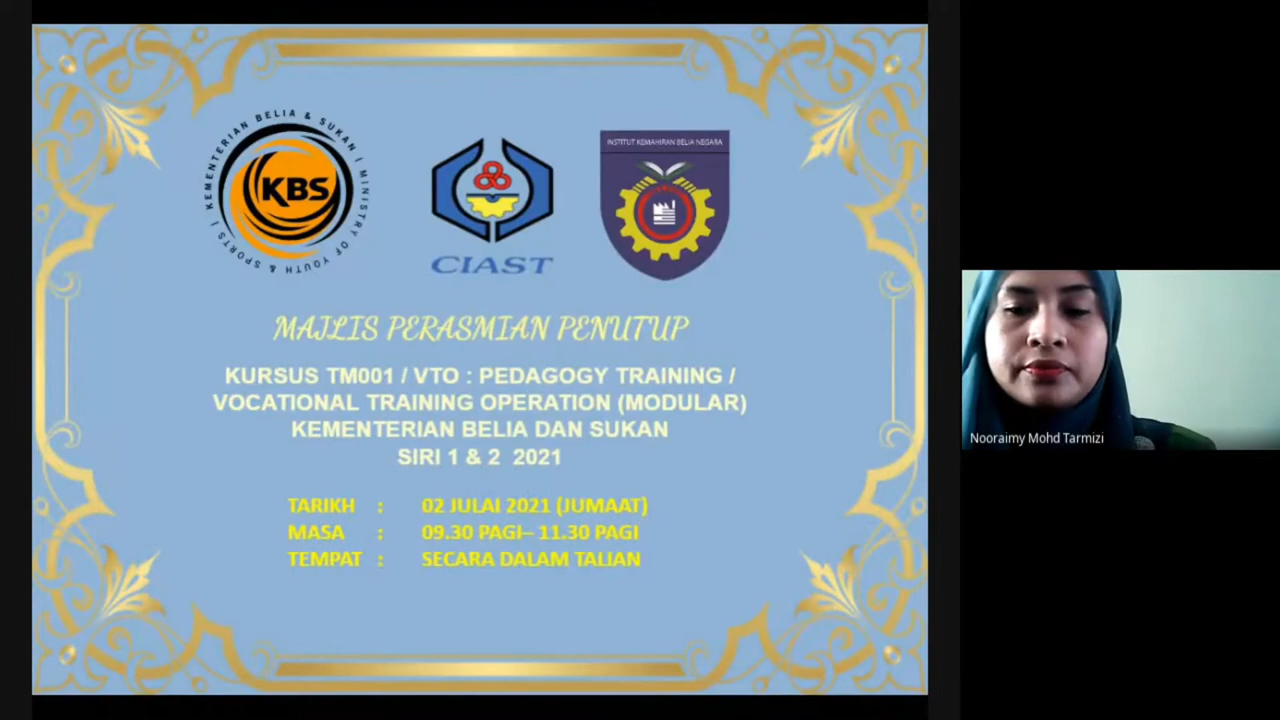 KEMENTERIAN BELIA & SUKAN | MINISTRY OF YOUTH & SPORTS |
KBS
CIAST
INSTITUT KEMAHIRAN BELIA NEGARA
MAJLIS PERASMIAN PENUTUP
KURSUS TM001 / VTO : PEDAGOGY TRAINING /
VOCATIONAL TRAINING OPERATION (MODULAR)
KEMENTERIAN BELIA DAN SUKAN
SIRI 1 & 2 2021
TARIKH : 02 JULAI 2021 (JUMAAT)
MASA : 09.30 PAGI– 11.30 PAGI
TEMPAT : SECARA DALAM TALIAN
Nooraimy Mohd Tarmizi